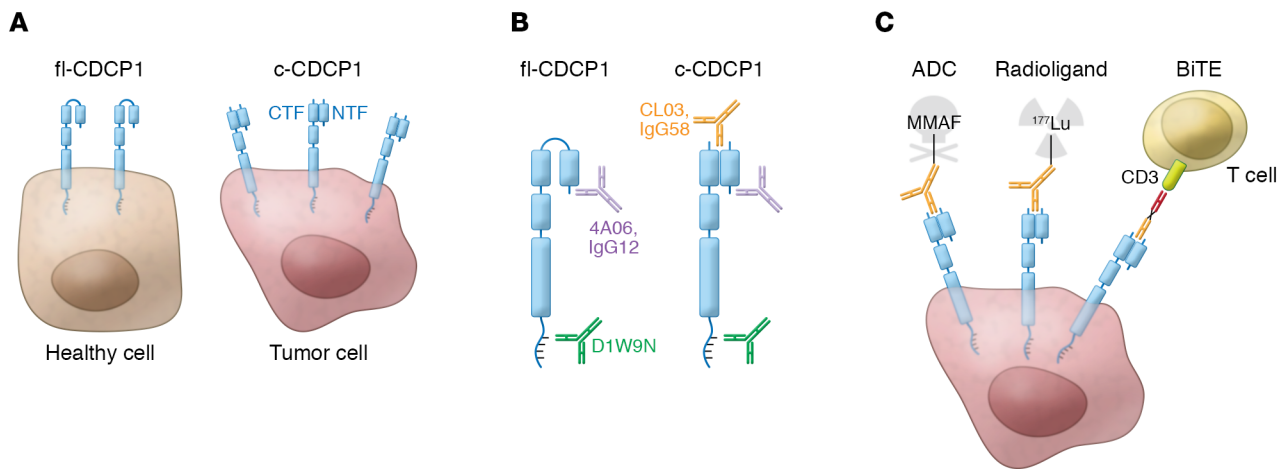 A
fl-CDCP1
c-CDCP1
CTF
NTF
Healthy cell
Tumor cell
B
fl-CDCP1
c-CDCP1
CL03,
IgG58
4A06,
IgG12
D1W9N
C
ADC
Radioligand
BiTE
MMAF
¹⁷⁷Lu
CD3
T cell